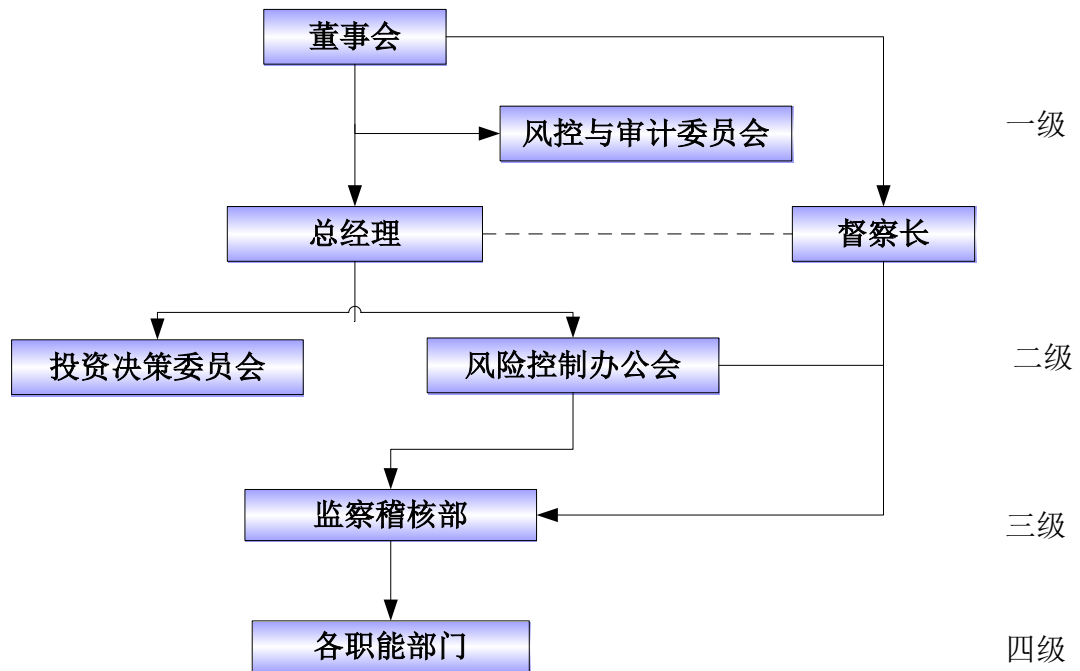 董事会
风控与审计委员会
一级
总经理
督察长
投资决策委员会
风险控制办公会
二级
监察稽核部
三级
各职能部门
四级